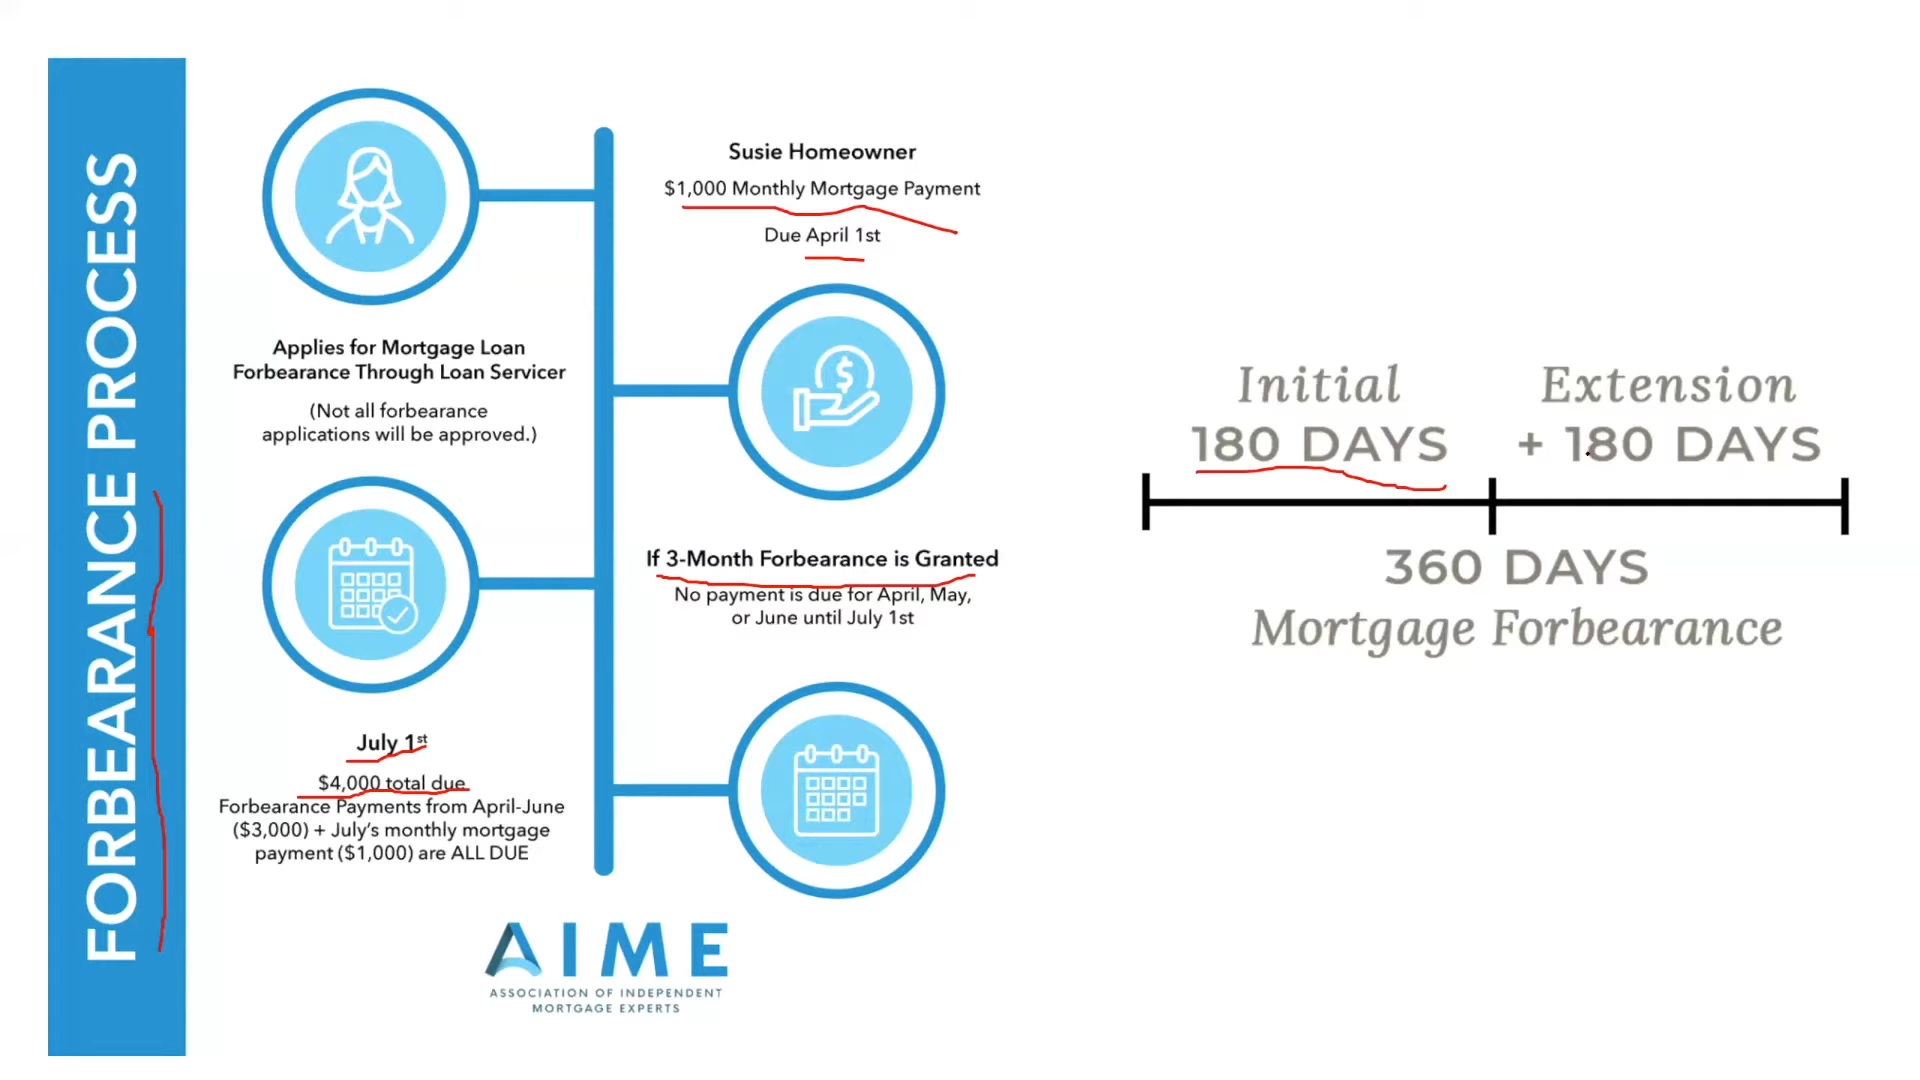 FORBEARANCE PROCESS
Susie Homeowner
$1,000 Monthly Mortgage Payment
Due April 1st
Applies for Mortgage Loan
Forbearance Through Loan Servicer
(Not all forbearance
applications will be approved.)
$
If 3-Month Forbearance is Granted
No payment is due for April, May,
or June until July 1st
July 1st
$4,000 total due
Forbearance Payments from April-June
($3,000) + July's monthly mortgage
payment ($1,000) are ALL DUE
AIME
ASSOCIATION OF INDEPENDENT
MORTGAGE EXPERTS
Initial
180 DAYS
Extension
+ 180 DAYS
360 DAYS
Mortgage Forbearance